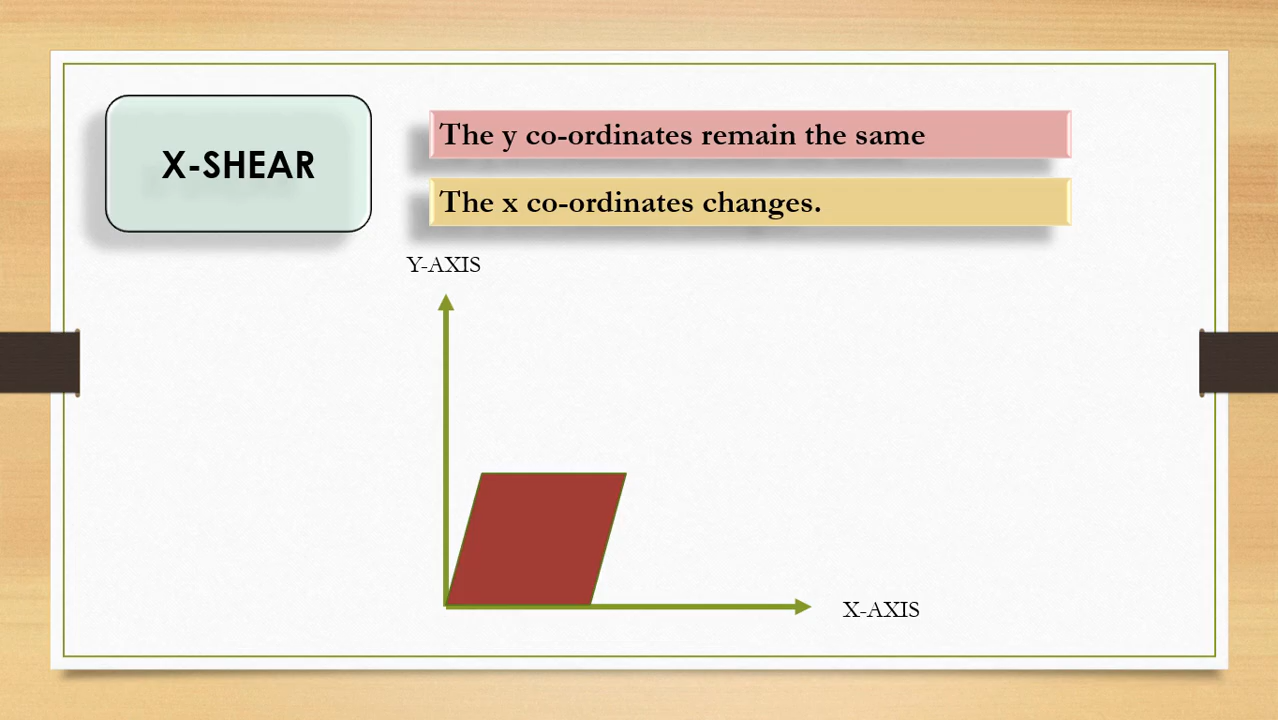 X-SHEAR
The y co-ordinates remain the same
The x co-ordinates changes.
Y-AXIS
X-AXIS